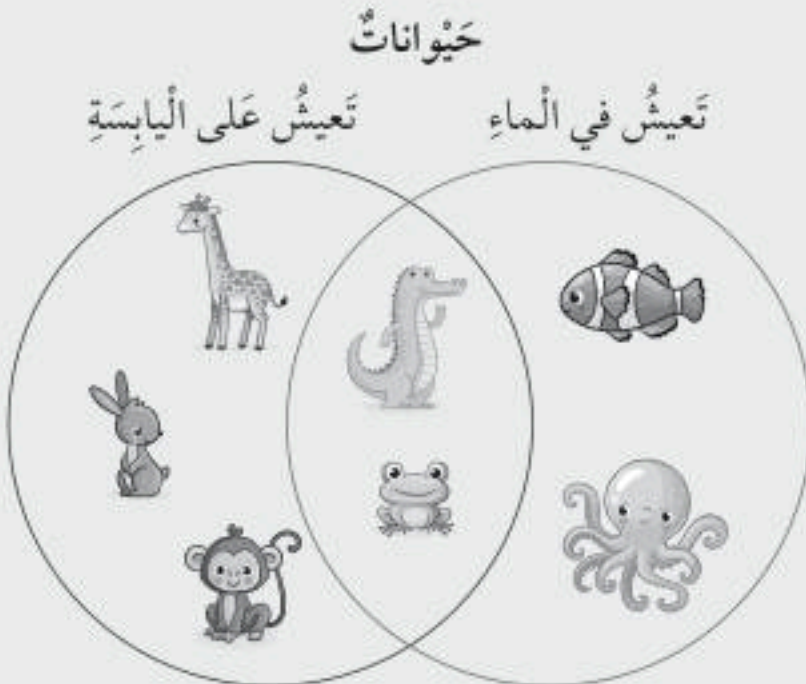 حَيْواناتٌ
تَعيشُ في الْماءِ
تَعيشُ عَلى الْيابِسَةِ